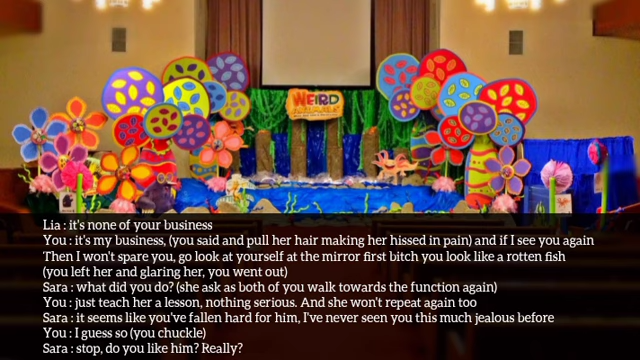 WEIRD
ANIMALS
Lia : it's none of your business
You : it's my business, (you said and pull her hair making her hissed in pain) and if I see you again
Then I won't spare you, go look at yourself at the mirror first bitch you look like a rotten fish
(you left her and glaring her, you went out)
Sara : what did you do? (she ask as both of you walk towards the function again)
You : just teach her a lesson, nothing serious. And she won't repeat again too
Sara : it seems like you've fallen hard for him, I've never seen you this much jealous before
You : I guess so (you chuckle)
Sara : stop, do you like him? Really?